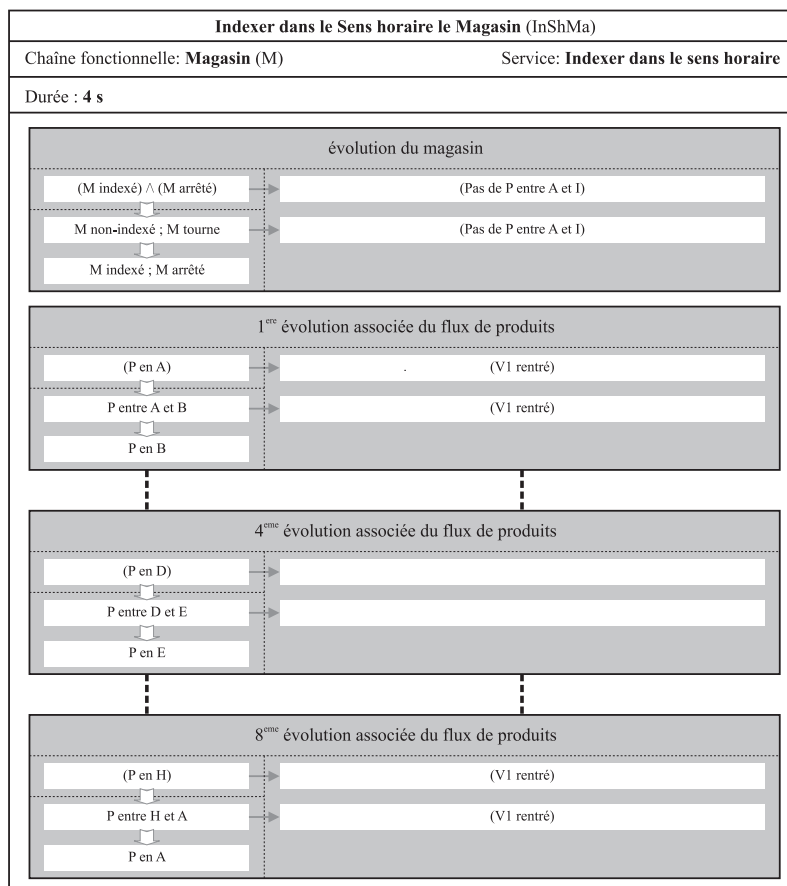 Indexer dans le Sens horaire le Magasin (InShMa)
Chaîne fonctionnelle: Magasin (M) Service: Indexer dans le sens horaire
Durée : 4 s
évolution du magasin
(M indexé) /\ (M arrêté) (Pas de P entre A et I)
M non-indexé ; M tourne (Pas de P entre A et I)
M indexé ; M arrêté
1ere évolution associée du flux de produits
(P en A) . (V1 rentré)
P entre A et B (V1 rentré)
P en B
4eme évolution associée du flux de produits
(P en D)
P entre D et E
P en E
8eme évolution associée du flux de produits
(P en H) (V1 rentré)
P entre H et A (V1 rentré)
P en A